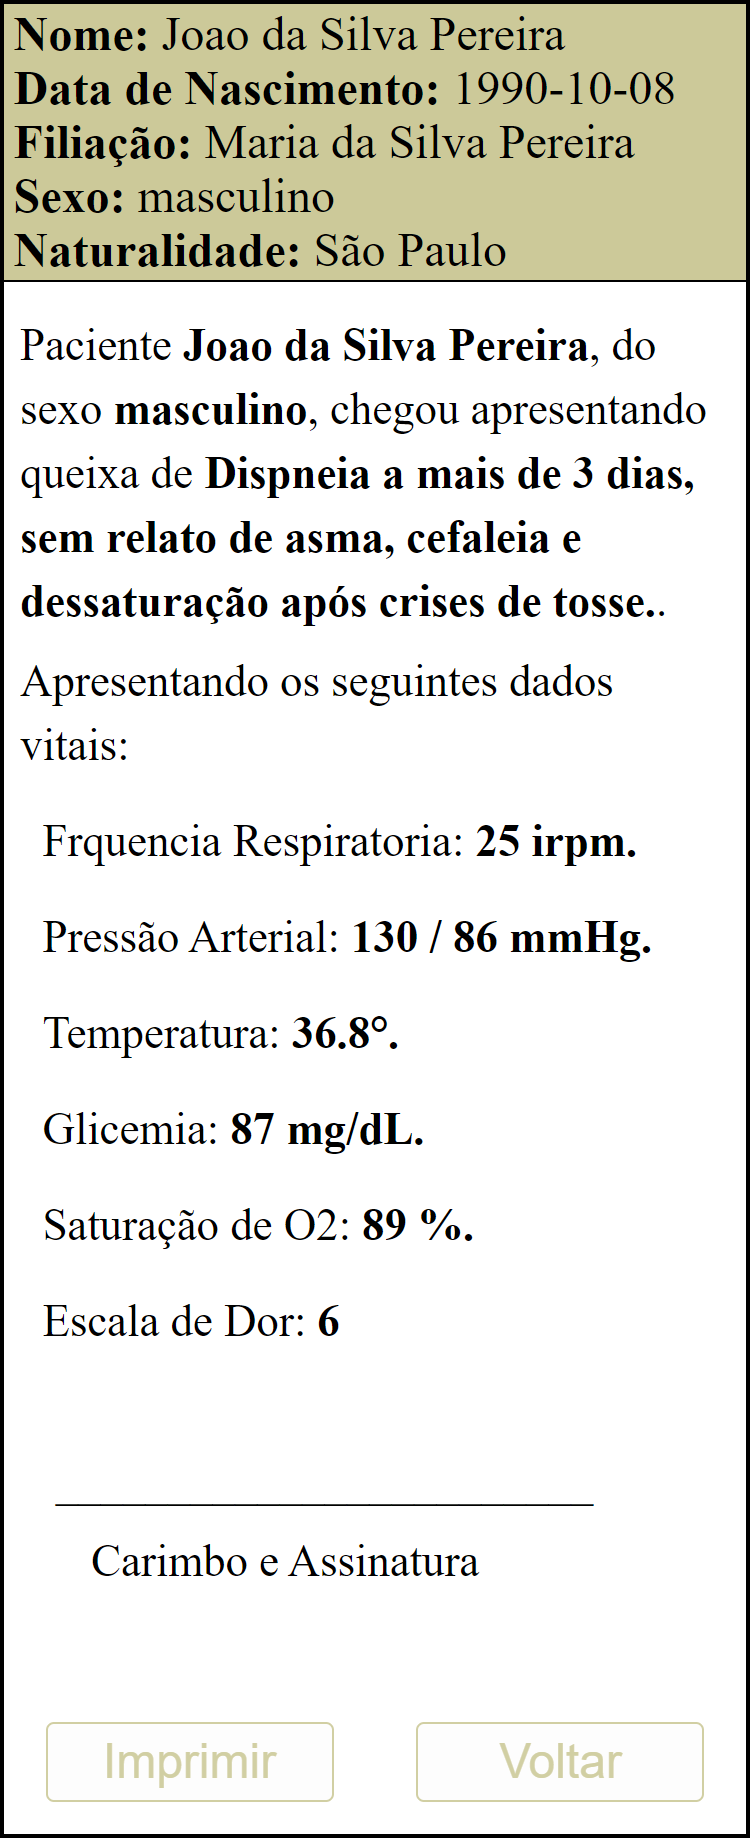 Nome: Joao da Silva Pereira
Data de Nascimento: 1990-10-08
Filiação: Maria da Silva Pereira
Sexo: masculino
Naturalidade: São Paulo
Paciente Joao da Silva Pereira, do
sexo masculino, chegou apresentando
queixa de Dispneia a mais de 3 dias,
sem relato de asma, cefaleia e
dessaturação após crises de tosse..
Apresentando os seguintes dados
vitais:
Frquencia Respiratoria: 25 irpm.
Pressão Arterial: 130 / 86 mmHg.
Temperatura: 36.8°.
Glicemia: 87 mg/dL.
Saturação de O2: 89 %.
Escala de Dor: 6
Carimbo e Assinatura
Imprimir
Voltar